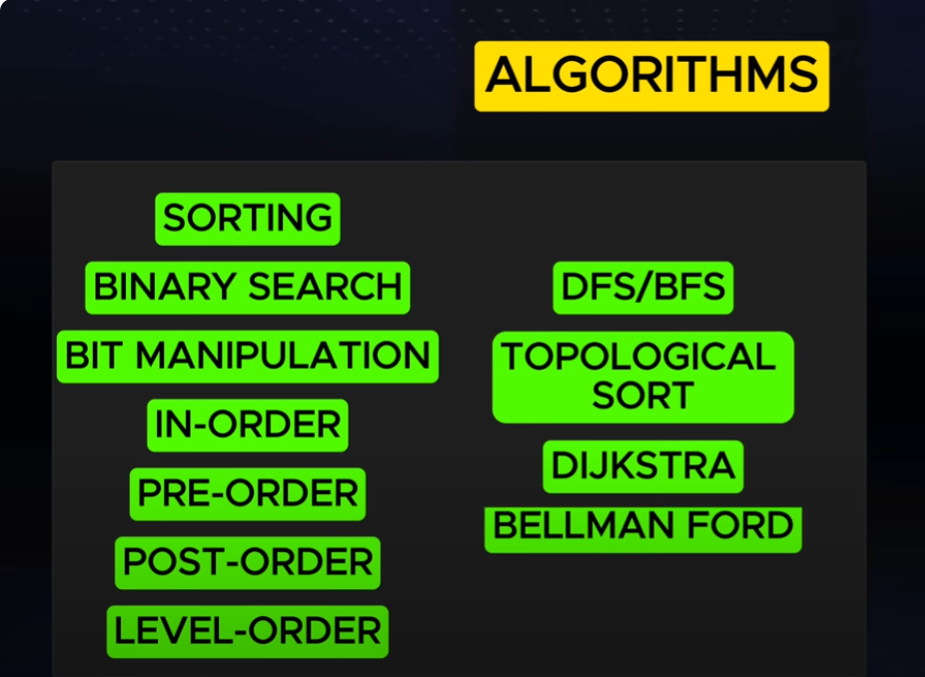 ALGORITHMS
SORTING
BINARY SEARCH
BIT MANIPULATION
IN-ORDER
PRE-ORDER
POST-ORDER
LEVEL-ORDER
DFS/BFS
TOPOLOGICAL
SORT
DIJKSTRA
BELLMAN FORD